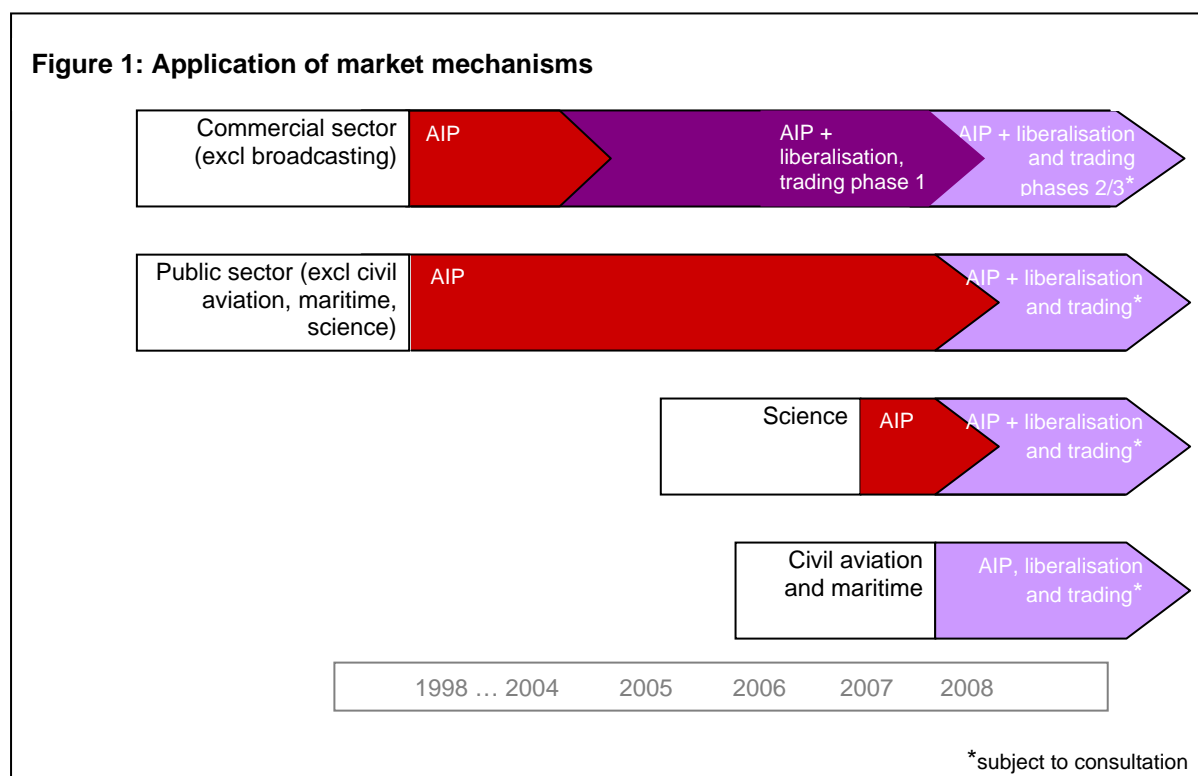 Figure 1: Application of market mechanisms
Commercial sector
(excl broadcasting)
AIP
AIP +
liberalisation,
trading phase 1
AIP + liberalisation
and trading
phases 2/3*
Public sector (excl civil
aviation, maritime,
science)
AIP
AIP + liberalisation
and trading*
Science
AIP
AIP + liberalisation
and trading*
Civil aviation
and maritime
AIP, liberalisation
and trading*
1998 … 2004 2005 2006 2007 2008
*subject to consultation